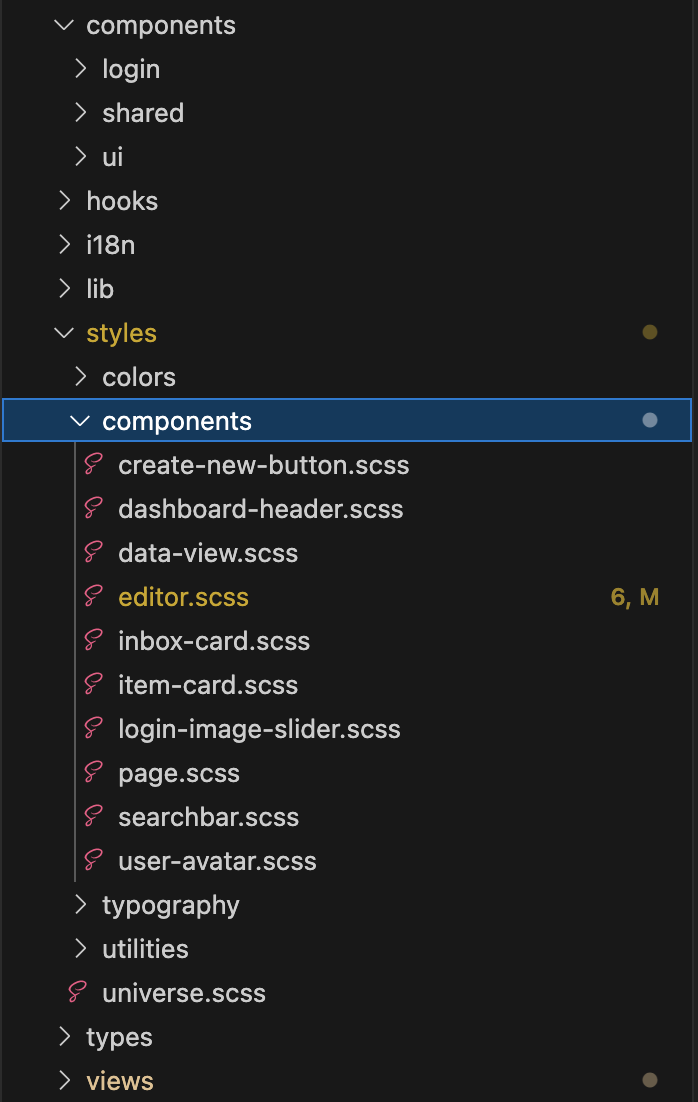 components
login
shared
ui
hooks
i18n
lib
styles
colors
components
create-new-button.scss
dashboard-header.scss
data-view.scss
editor.scss 6, M
inbox-card.scss
item-card.scss
login-image-slider.scss
page.scss
searchbar.scss
user-avatar.scss
typography
utilities
universe.scss
types
views